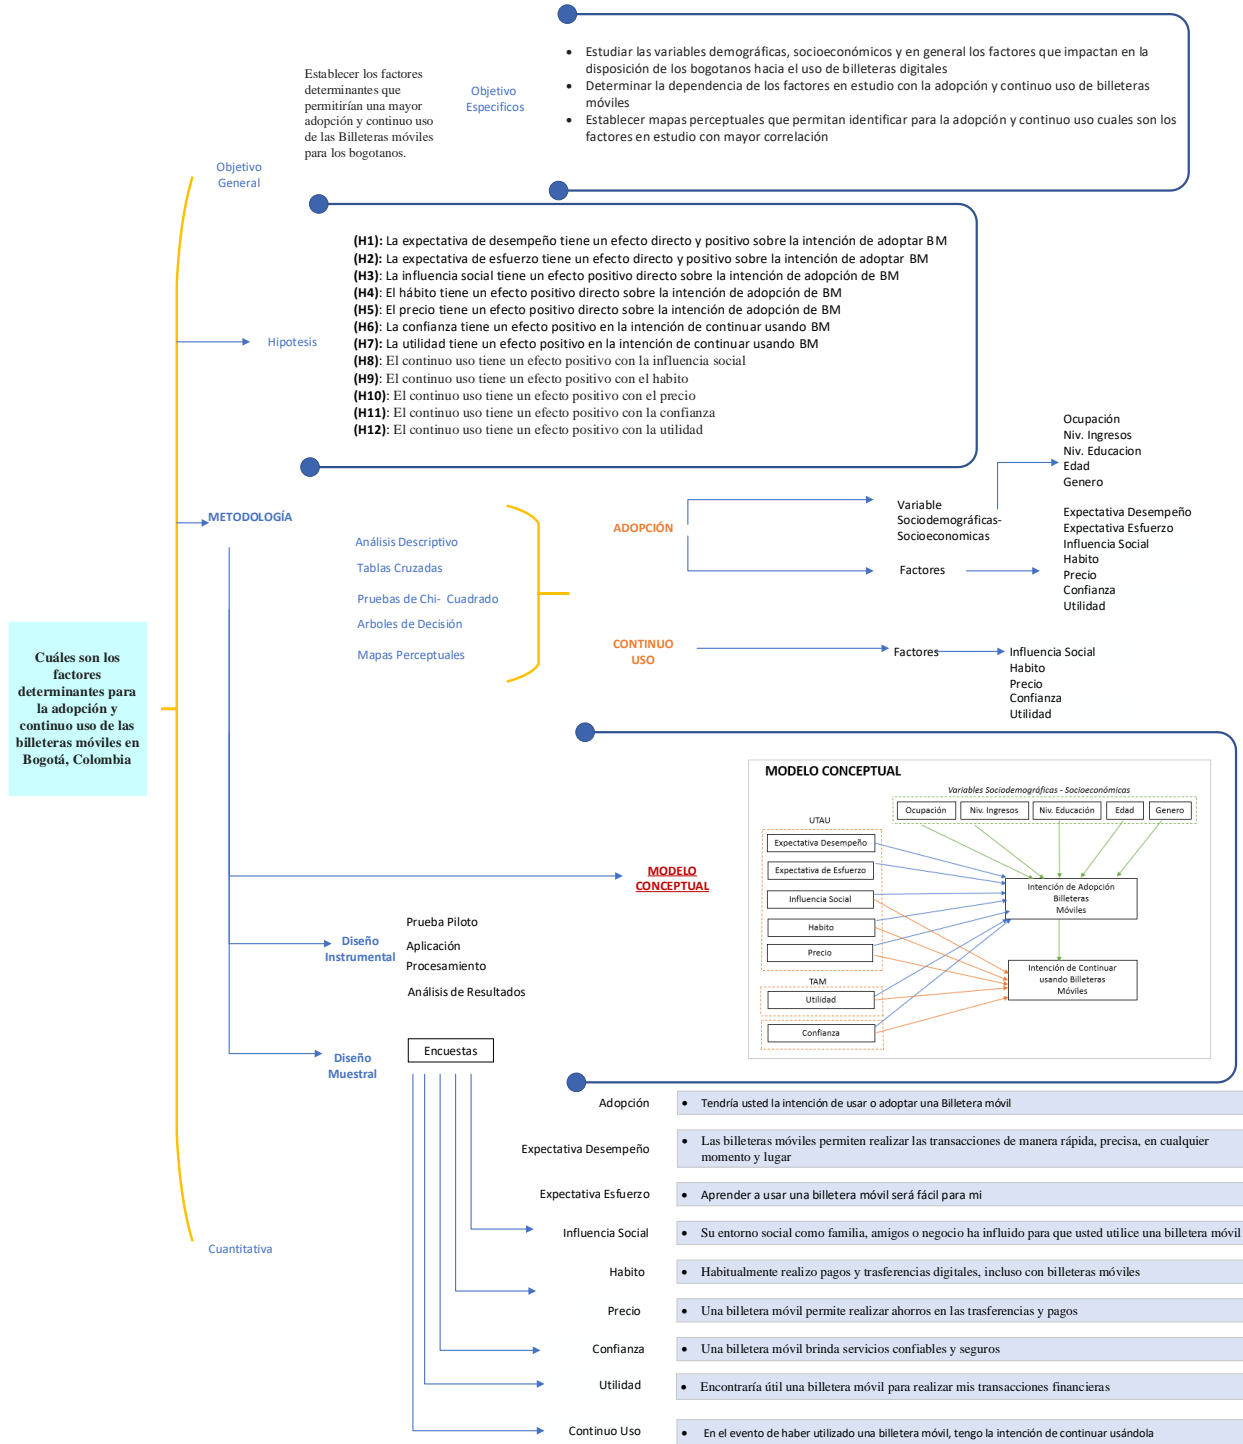 Cuáles son los
factores
determinantes para
la adopción y
continuo uso de las
billeteras móviles en
Bogotá, Colombia
Objetivo
General
Establecer los factores
determinantes que
permitirían una mayor
adopción y continuo uso
de las Billeteras móviles
para los bogotanos.
Objetivo
Especificos
• Estudiar las variables demográficas, socioeconómicos y en general los factores que impactan en la
disposición de los bogotanos hacia el uso de billeteras digitales
• Determinar la dependencia de los factores en estudio con la adopción y continuo uso de billeteras
móviles
• Establecer mapas perceptuales que permitan identificar para la adopción y continuo uso cuales son los
factores en estudio con mayor correlación
Hipotesis
(H1): La expectativa de desempeño tiene un efecto directo y positivo sobre la intención de adoptar BM
(H2): La expectativa de esfuerzo tiene un efecto directo y positivo sobre la intención de adoptar BM
(H3): La influencia social tiene un efecto positivo directo sobre la intención de adopción de BM
(H4): El hábito tiene un efecto positivo directo sobre la intención de adopción de BM
(H5): El precio tiene un efecto positivo directo sobre la intención de adopción de BM
(H6): La confianza tiene un efecto positivo en la intención de continuar usando BM
(H7): La utilidad tiene un efecto positivo en la intención de continuar usando BM
(H8): El continuo uso tiene un efecto positivo con la influencia social
(H9): El continuo uso tiene un efecto positivo con el habito
(H10): El continuo uso tiene un efecto positivo con el precio
(H11): El continuo uso tiene un efecto positivo con la confianza
(H12): El continuo uso tiene un efecto positivo con la utilidad
METODOLOGÍA
Análisis Descriptivo
Tablas Cruzadas
Pruebas de Chi- Cuadrado
Arboles de Decisión
Mapas Perceptuales
ADOPCIÓN
Variable
Sociodemográficas-
Socioeconomicas
Ocupación
Niv. Ingresos
Niv. Educacion
Edad
Genero
Factores
Expectativa Desempeño
Expectativa Esfuerzo
Influencia Social
Habito
Precio
Confianza
Utilidad
CONTINUO
USO
Factores
Influencia Social
Habito
Precio
Confianza
Utilidad
MODELO
CONCEPTUAL
MODELO CONCEPTUAL
Variables Sociodemográficas - Socioeconómicas
Ocupación
Niv. Ingresos
Niv. Educación
Edad
Genero
UTAU
Expectativa Desempeño
Expectativa de Esfuerzo
Influencia Social
Habito
Precio
TAM
Utilidad
Confianza
Intención de Adopción
Billeteras
Móviles
Intención de Continuar
usando Billeteras
Móviles
Diseño
Instrumental
Prueba Piloto
Aplicación
Procesamiento
Análisis de Resultados
Diseño
Muestral
Encuestas
Adopción
• Tendría usted la intención de usar o adoptar una Billetera móvil
Expectativa Desempeño
• Las billeteras móviles permiten realizar las transacciones de manera rápida, precisa, en cualquier
momento y lugar
Expectativa Esfuerzo
• Aprender a usar una billetera móvil será fácil para mi
Influencia Social
• Su entorno social como familia, amigos o negocio ha influido para que usted utilice una billetera móvil
Habito
• Habitualmente realizo pagos y trasferencias digitales, incluso con billeteras móviles
Precio
• Una billetera móvil permite realizar ahorros en las trasferencias y pagos
Confianza
• Una billetera móvil brinda servicios confiables y seguros
Utilidad
• Encontraría útil una billetera móvil para realizar mis transacciones financieras
Continuo Uso
• En el evento de haber utilizado una billetera móvil, tengo la intención de continuar usándola
Cuantitativa